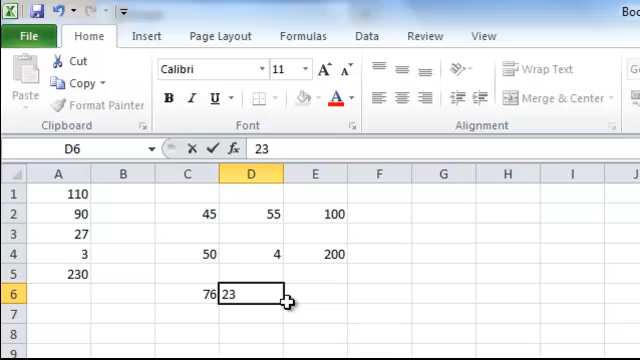 Boo
File Home Insert Page Layout Formulas Data Review View
Cut
Copy
Format Painter
Paste
Calibri 11 A A Wrap Text
B I U A Merge & Center
Clipboard Font Alignment
D6 fx 23
A B C D E F G H I J
1 110
2 90 45 55 100
3 27
4 3 50 4 200
5 230
6 76 23
7
8
9